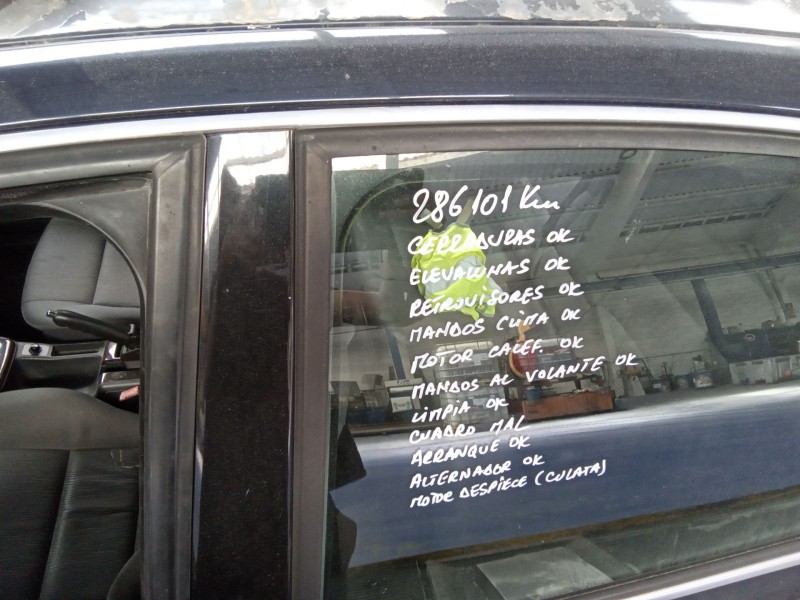 286101 Km
CERRADURAS OK
ELEVALUNAS OK
RETROVISORES OK
MANDOS CLIMA OK
MOTOR CALEF. OK
MANDOS AL VOLANTE OK
LIMPIA OK
CUADRO MAL
ARRANQUE OK
ALTERNADOR OK
MOTOR DESPIECE (CULATA)